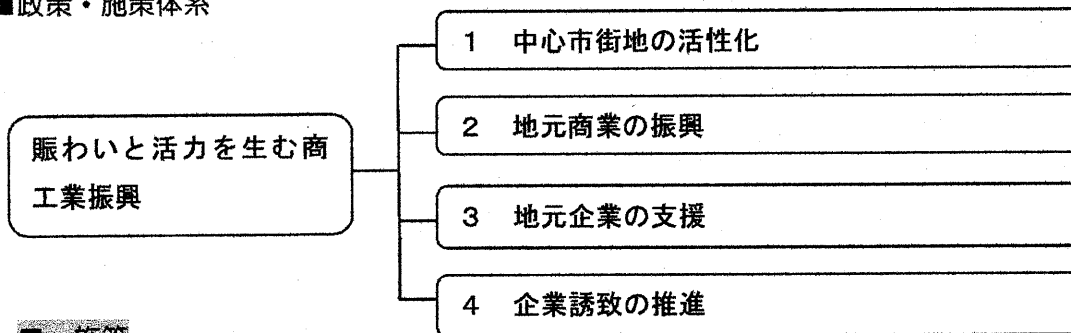 ■政策・施策体系
1 中心市街地の活性化
2 地元商業の振興
賑わいと活力を生む商
工業振興
3 地元企業の支援
4 企業誘致の推進